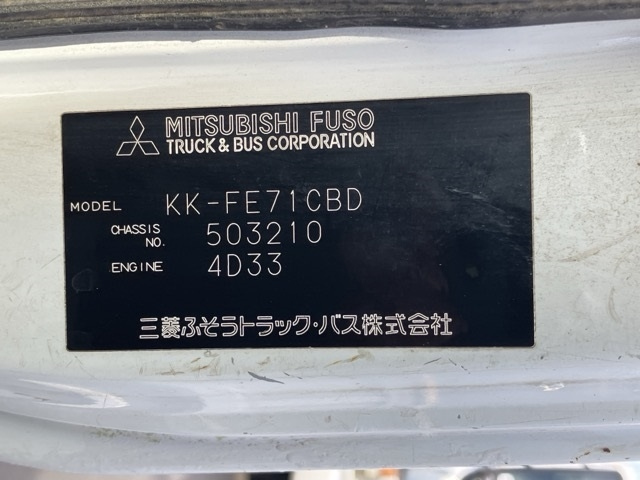 MITSUBISHI FUSO
TRUCK & BUS CORPORATION
MODEL KK-FE71CBD
CHASSIS NO. 503210
ENGINE 4D33
三菱ふそうトラック・バス株式会社